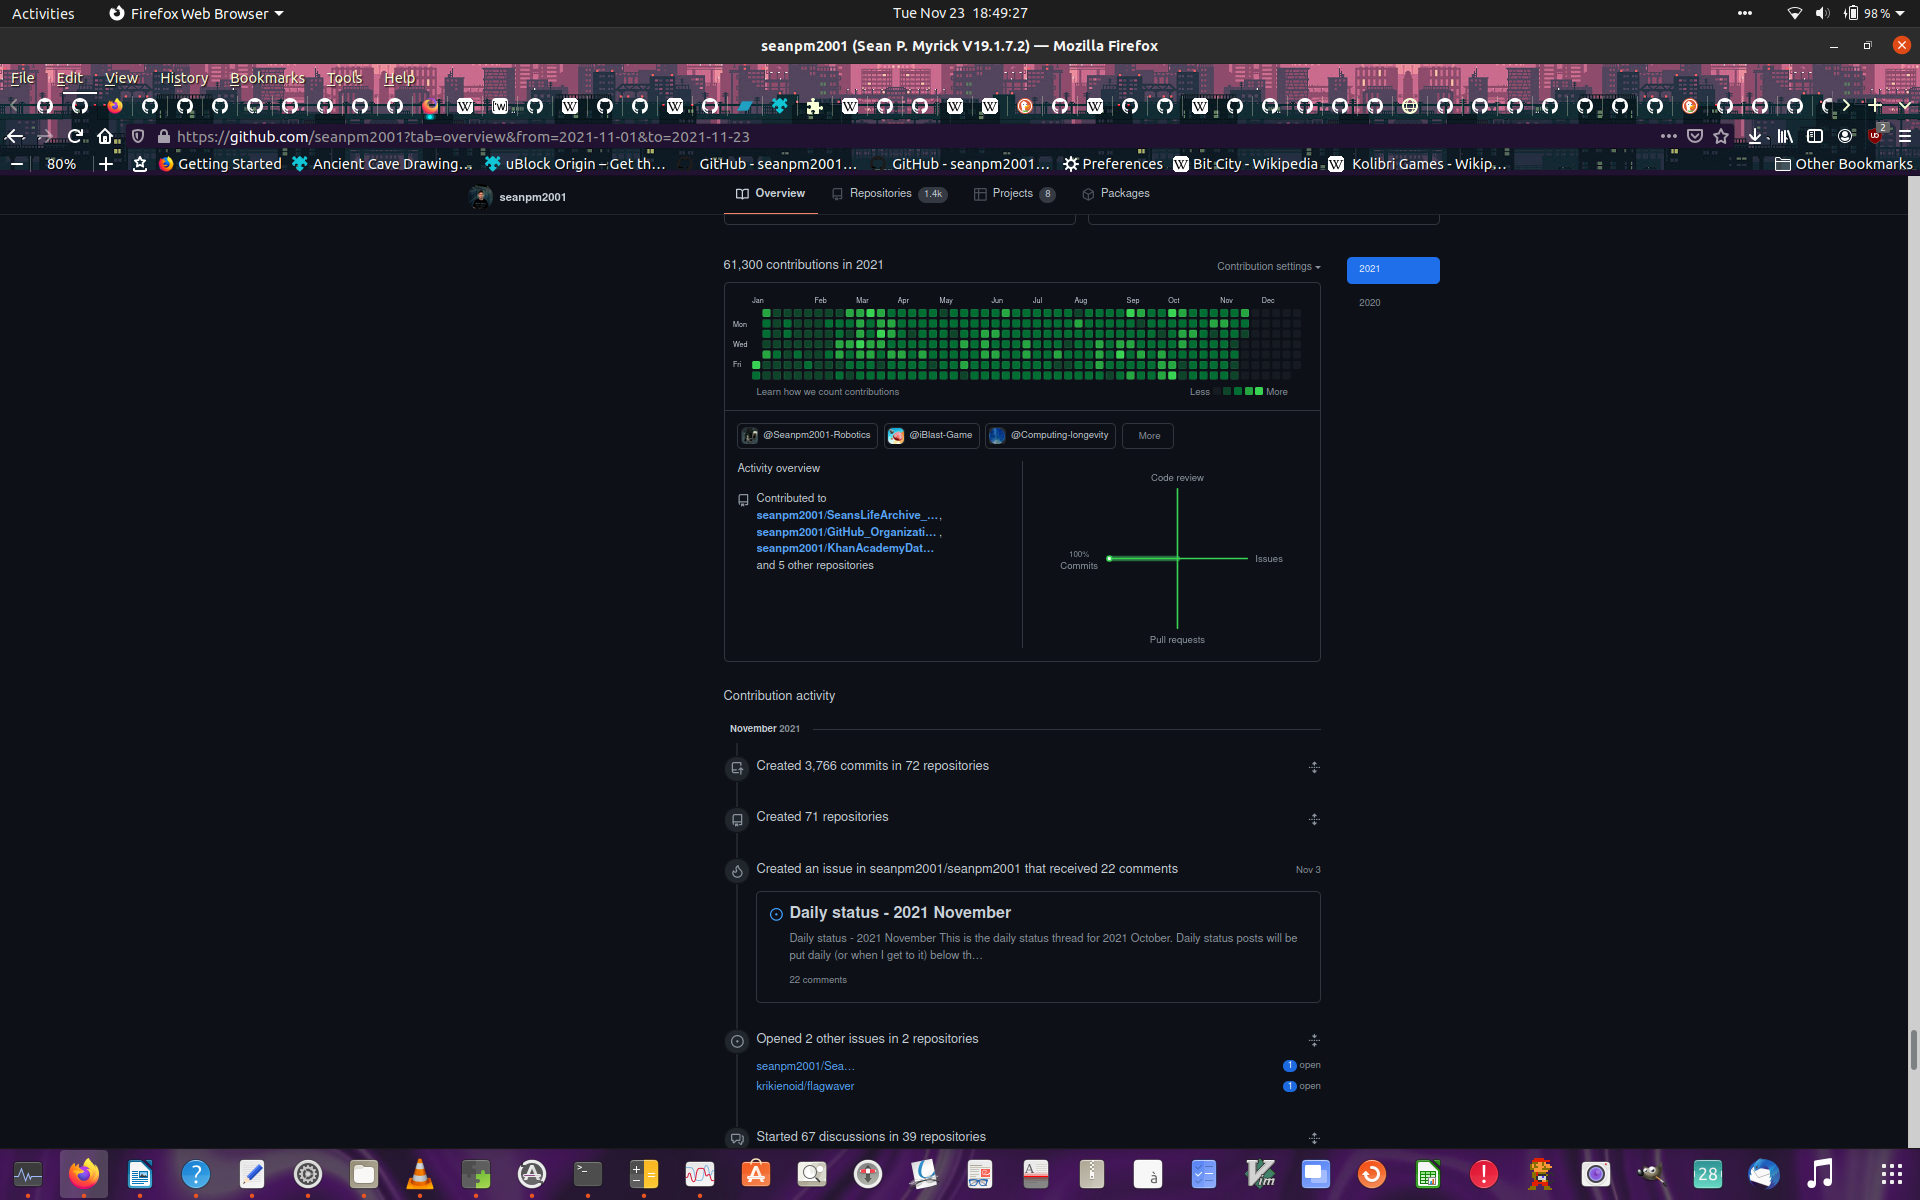 Activities
Firefox Web Browser
Tue Nov 23 18:49:27
98 %
seanpm2001 (Sean P. Myrick V19.1.7.2) — Mozilla Firefox
File Edit View History Bookmarks Tools Help
https://github.com/seanpm2001?tab=overview&from=2021-11-01&to=2021-11-23
2
80%
Getting Started
Ancient Cave Drawing…
uBlock Origin – Get th…
GitHub - seanpm2001…
GitHub - seanpm2001…
Preferences
Bit City - Wikipedia
Kolibri Games - Wikip…
Other Bookmarks
seanpm2001
Overview
Repositories 1.4k
Projects 8
Packages
61,300 contributions in 2021
Contribution settings
2021
2020
Jan Feb Mar Apr May Jun Jul Aug Sep Oct Nov Dec
Mon
Wed
Fri
Learn how we count contributions
Less More
@Seanpm2001-Robotics
@iBlast-Game
@Computing-longevity
More
Activity overview
Contributed to
seanpm2001/SeansLifeArchive_…,
seanpm2001/GitHub_Organizati… ,
seanpm2001/KhanAcademyDat…
and 5 other repositories
Code review
100%
Commits
Issues
Pull requests
Contribution activity
November 2021
Created 3,766 commits in 72 repositories
Created 71 repositories
Created an issue in seanpm2001/seanpm2001 that received 22 comments
Nov 3
Daily status - 2021 November
Daily status - 2021 November This is the daily status thread for 2021 October. Daily status posts will be
put daily (or when I get to it) below th…
22 comments
Opened 2 other issues in 2 repositories
seanpm2001/Sea…
1 open
krikienoid/flagwaver
1 open
Started 67 discussions in 39 repositories
28